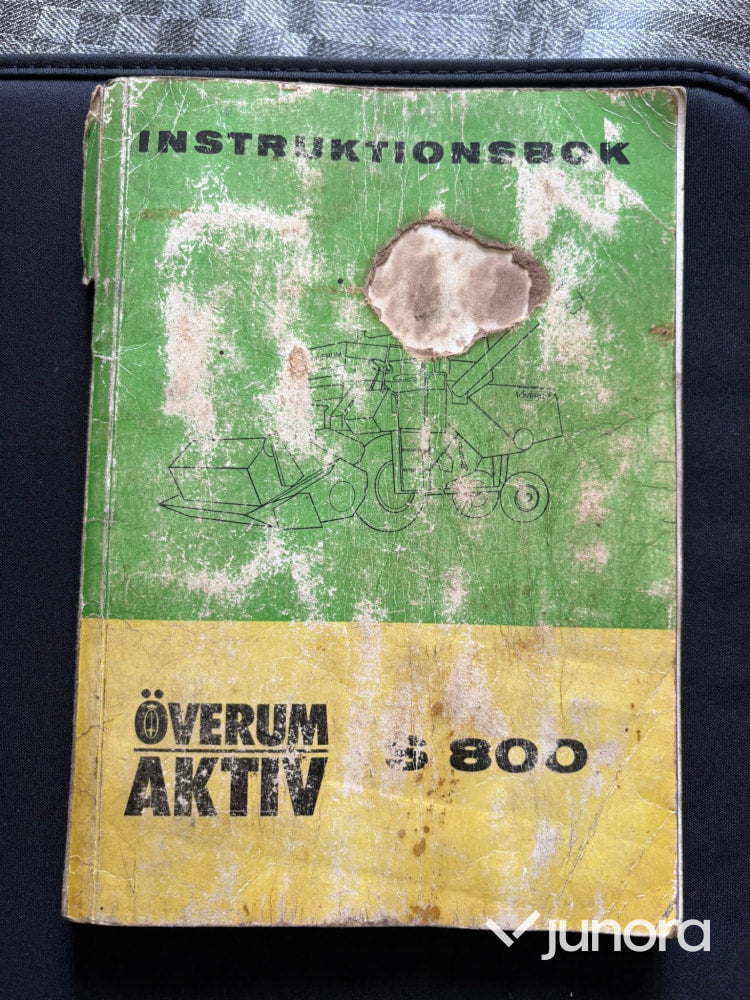 INSTRUKTIONSBOK
ÖVERUM
AKTIV
S 800
junora